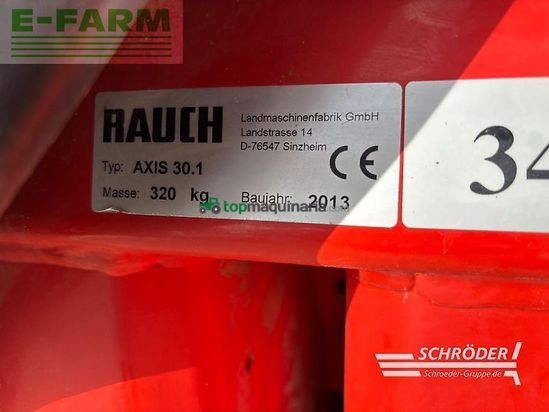 E-FARM
RAUCH
Landmaschinenfabrik GmbH
Landstrasse 14
D-76547 Sinzheim
Typ: AXIS 30.1
CE
Masse: 320 kg Baujahr: 2013
topmaquinaria.com
34
SCHRÖDER
Schroeder-Gruppe.de